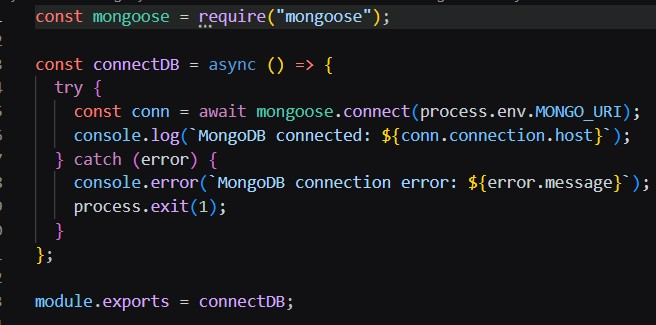 const mongoose = require("mongoose");
const connectDB = async () => {
try {
const conn = await mongoose.connect(process.env.MONGO_URI);
console.log(`MongoDB connected: ${conn.connection.host}`);
} catch (error) {
console.error(`MongoDB connection error: ${error.message}`);
process.exit(1);
}
};
module.exports = connectDB;